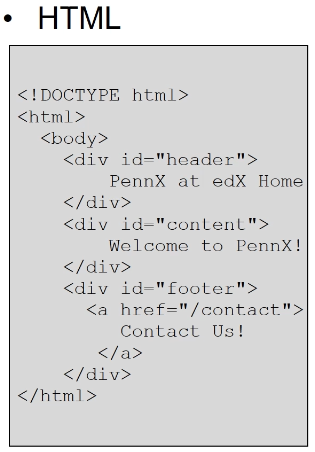 • HTML
<!DOCTYPE html>
<html>
<body>
<div id="header">
PennX at edX Home
</div>
<div id="content">
Welcome to PennX!
</div>
<div id="footer">
<a href="/contact">
Contact Us!
</a>
</div>
</html>